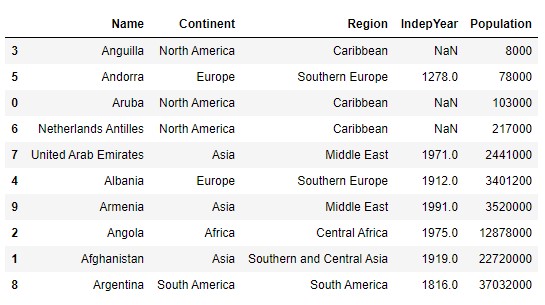 Name Continent Region IndepYear Population
3 Anguilla North America Caribbean NaN 8000
5 Andorra Europe Southern Europe 1278.0 78000
0 Aruba North America Caribbean NaN 103000
6 Netherlands Antilles North America Caribbean NaN 217000
7 United Arab Emirates Asia Middle East 1971.0 2441000
4 Albania Europe Southern Europe 1912.0 3401200
9 Armenia Asia Middle East 1991.0 3520000
2 Angola Africa Central Africa 1975.0 12878000
1 Afghanistan Asia Southern and Central Asia 1919.0 22720000
8 Argentina South America South America 1816.0 37032000